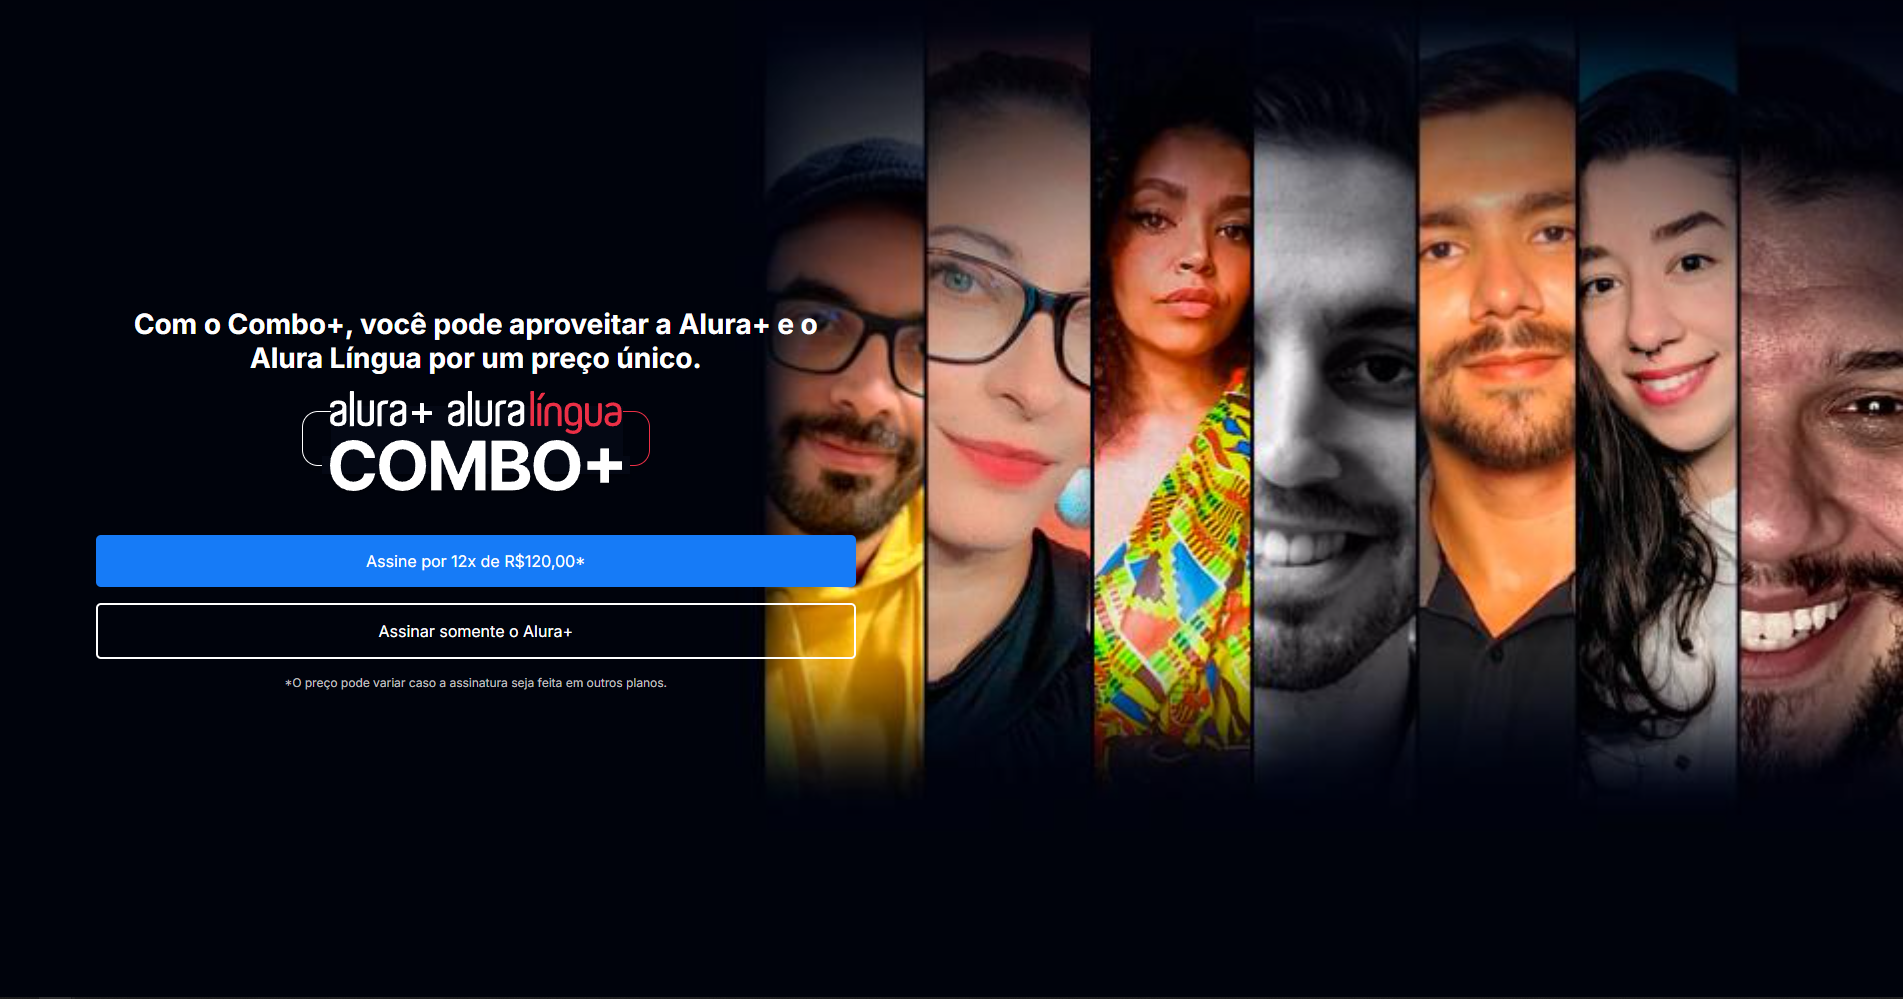 Com o Combo+, você pode aproveitar a Alura+ e o
Alura Língua por um preço único.
alura+ aluralíngua
COMBO+
Assine por 12x de R$120,00*
Assinar somente o Alura+
*O preço pode variar caso a assinatura seja feita em outros planos.